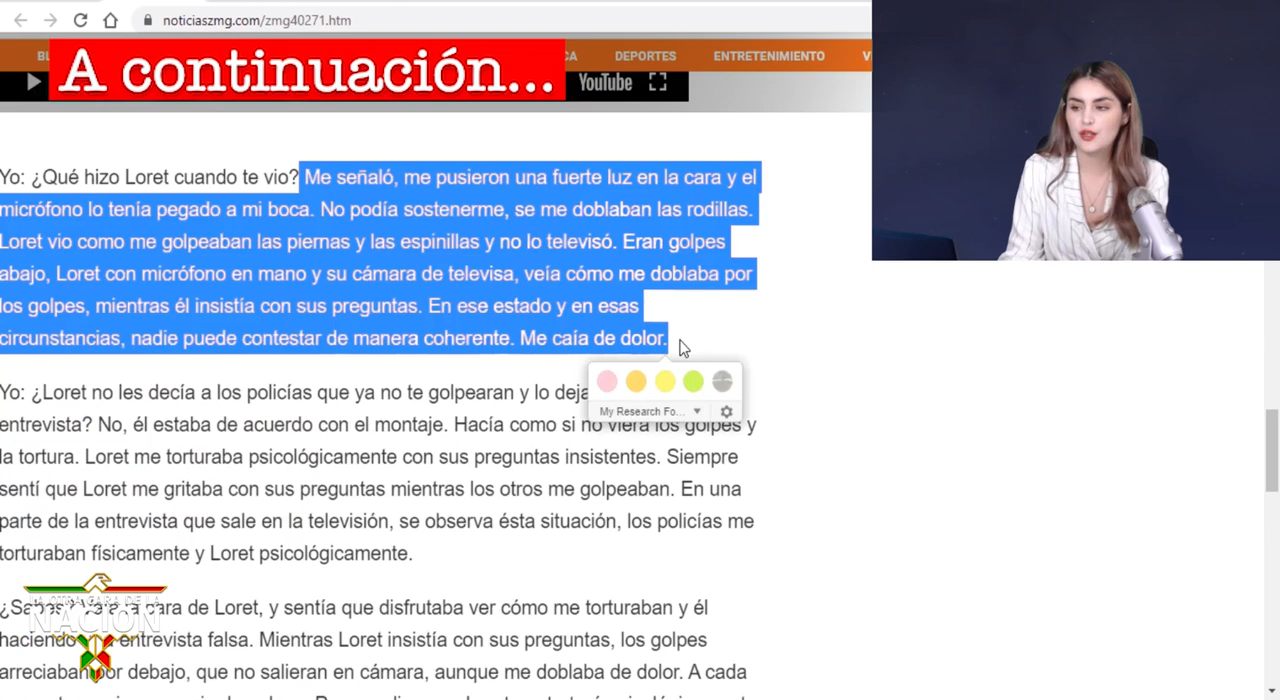 noticiaszmg.com/zmg40271.htm
DEPORTES ENTRETENIMIENTO
A continuación...
YouTube
Yo: ¿Qué hizo Loret cuando te vio? Me señaló, me pusieron una fuerte luz en la cara y el
micrófono lo tenía pegado a mi boca. No podía sostenerme, se me doblaban las rodillas.
Loret vio como me golpeaban las piernas y las espinillas y no lo televisó. Eran golpes
abajo, Loret con micrófono en mano y su cámara de televisa, veía cómo me doblaba por
los golpes, mientras él insistía con sus preguntas. En ese estado y en esas
circunstancias, nadie puede contestar de manera coherente. Me caía de dolor.
Yo: ¿Loret no les decía a los policías que ya no te golpearan y lo
My Research Fo...
entrevista? No, él estaba de acuerdo con el montaje. Hacía como si no viera los golpes y
la tortura. Loret me torturaba psicológicamente con sus preguntas insistentes. Siempre
sentí que Loret me gritaba con sus preguntas mientras los otros me golpeaban. En una
parte de la entrevista que sale en la televisión, se observa ésta situación, los policías me
torturaban físicamente y Loret psicológicamente.
LA OTRA CARA DE LA
NACIÓN
cara de Loret, y sentía que disfrutaba ver cómo me torturaban y él
haciendo entrevista falsa. Mientras Loret insistía con sus preguntas, los golpes
arreciaban por debajo, que no salieran en cámara, aunque me doblaba de dolor. A cada